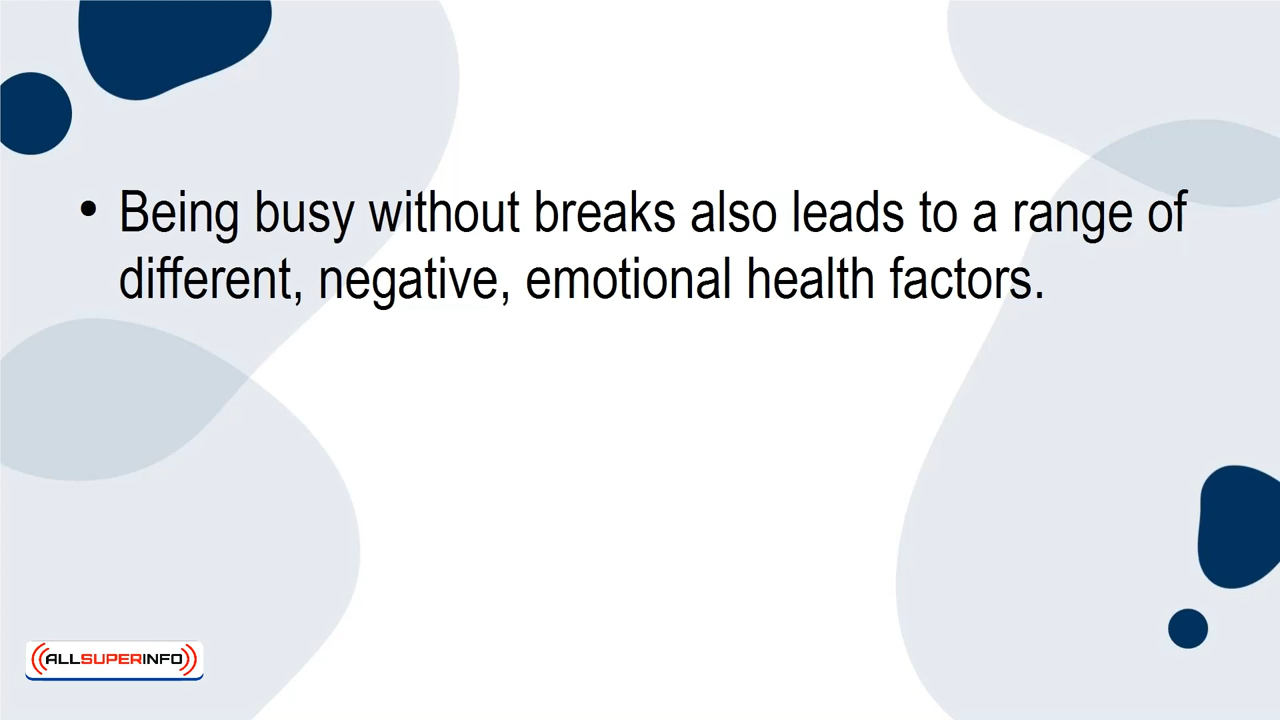 • Being busy without breaks also leads to a range of
different, negative, emotional health factors.
ALLSUPERINFO